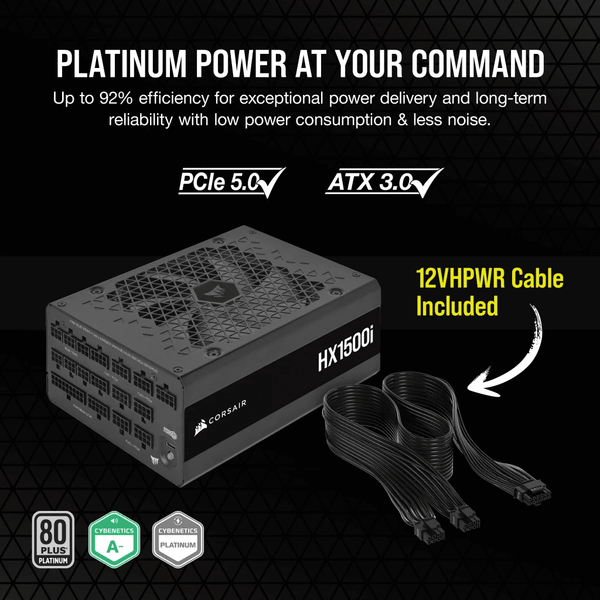 PLATINUM POWER AT YOUR COMMAND
Up to 92% efficiency for exceptional power delivery and long-term
reliability with low power consumption & less noise.
PCIe 5.0
ATX 3.0
12VHPWR Cable
Included
HX1500i
CORSAIR
80
PLUS
PLATINUM
CYBENETICS
A-
CYBENETICS
PLATINUM